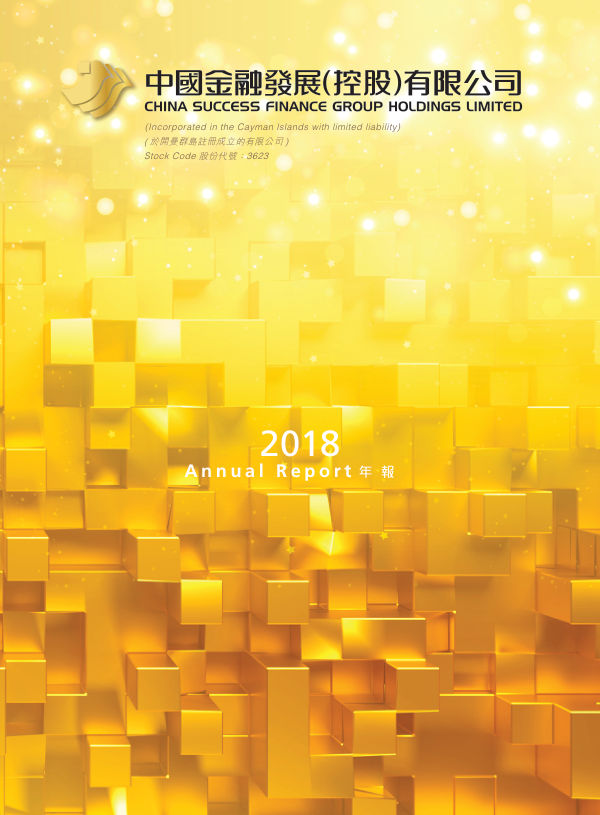 中國金融發展(控股)有限公司
CHINA SUCCESS FINANCE GROUP HOLDINGS LIMITED
(Incorporated in the Cayman Islands with limited liability)
(於開曼群島註冊成立的有限公司)
Stock Code 股份代號：3623
2018
Annual Report 年報